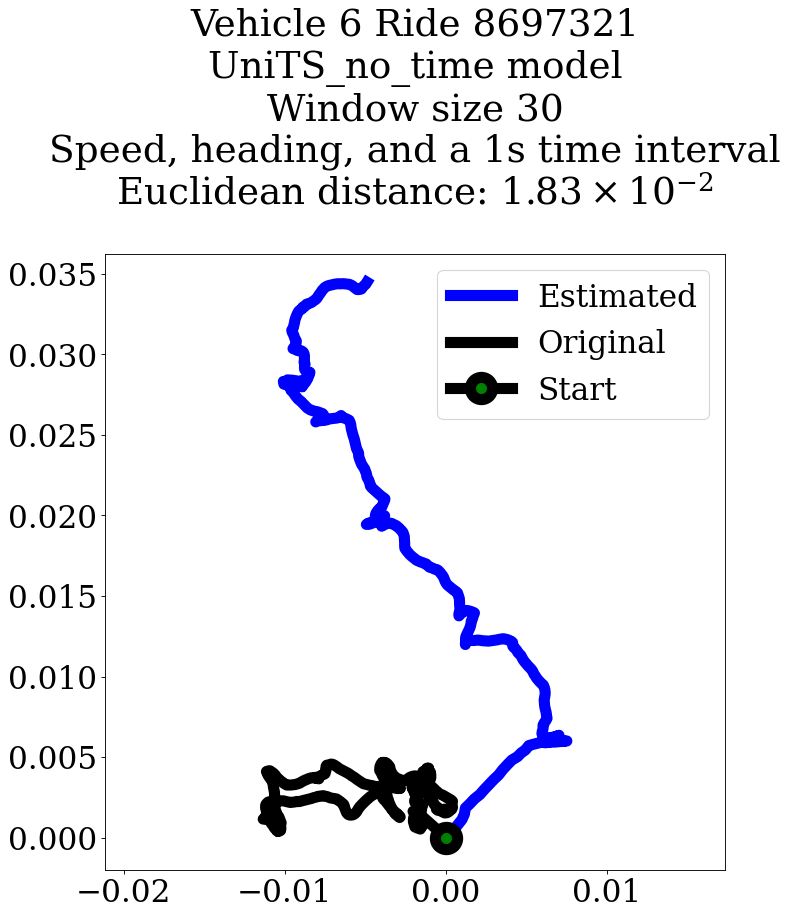 Vehicle 6 Ride 8697321
UniTS_no_time model
Window size 30
Speed, heading, and a 1s time interval
Euclidean distance: 1.83 × 10⁻²
0.035
0.030
0.025
0.020
0.015
0.010
0.005
0.000
−0.02
−0.01
0.00
0.01
Estimated
Original
Start